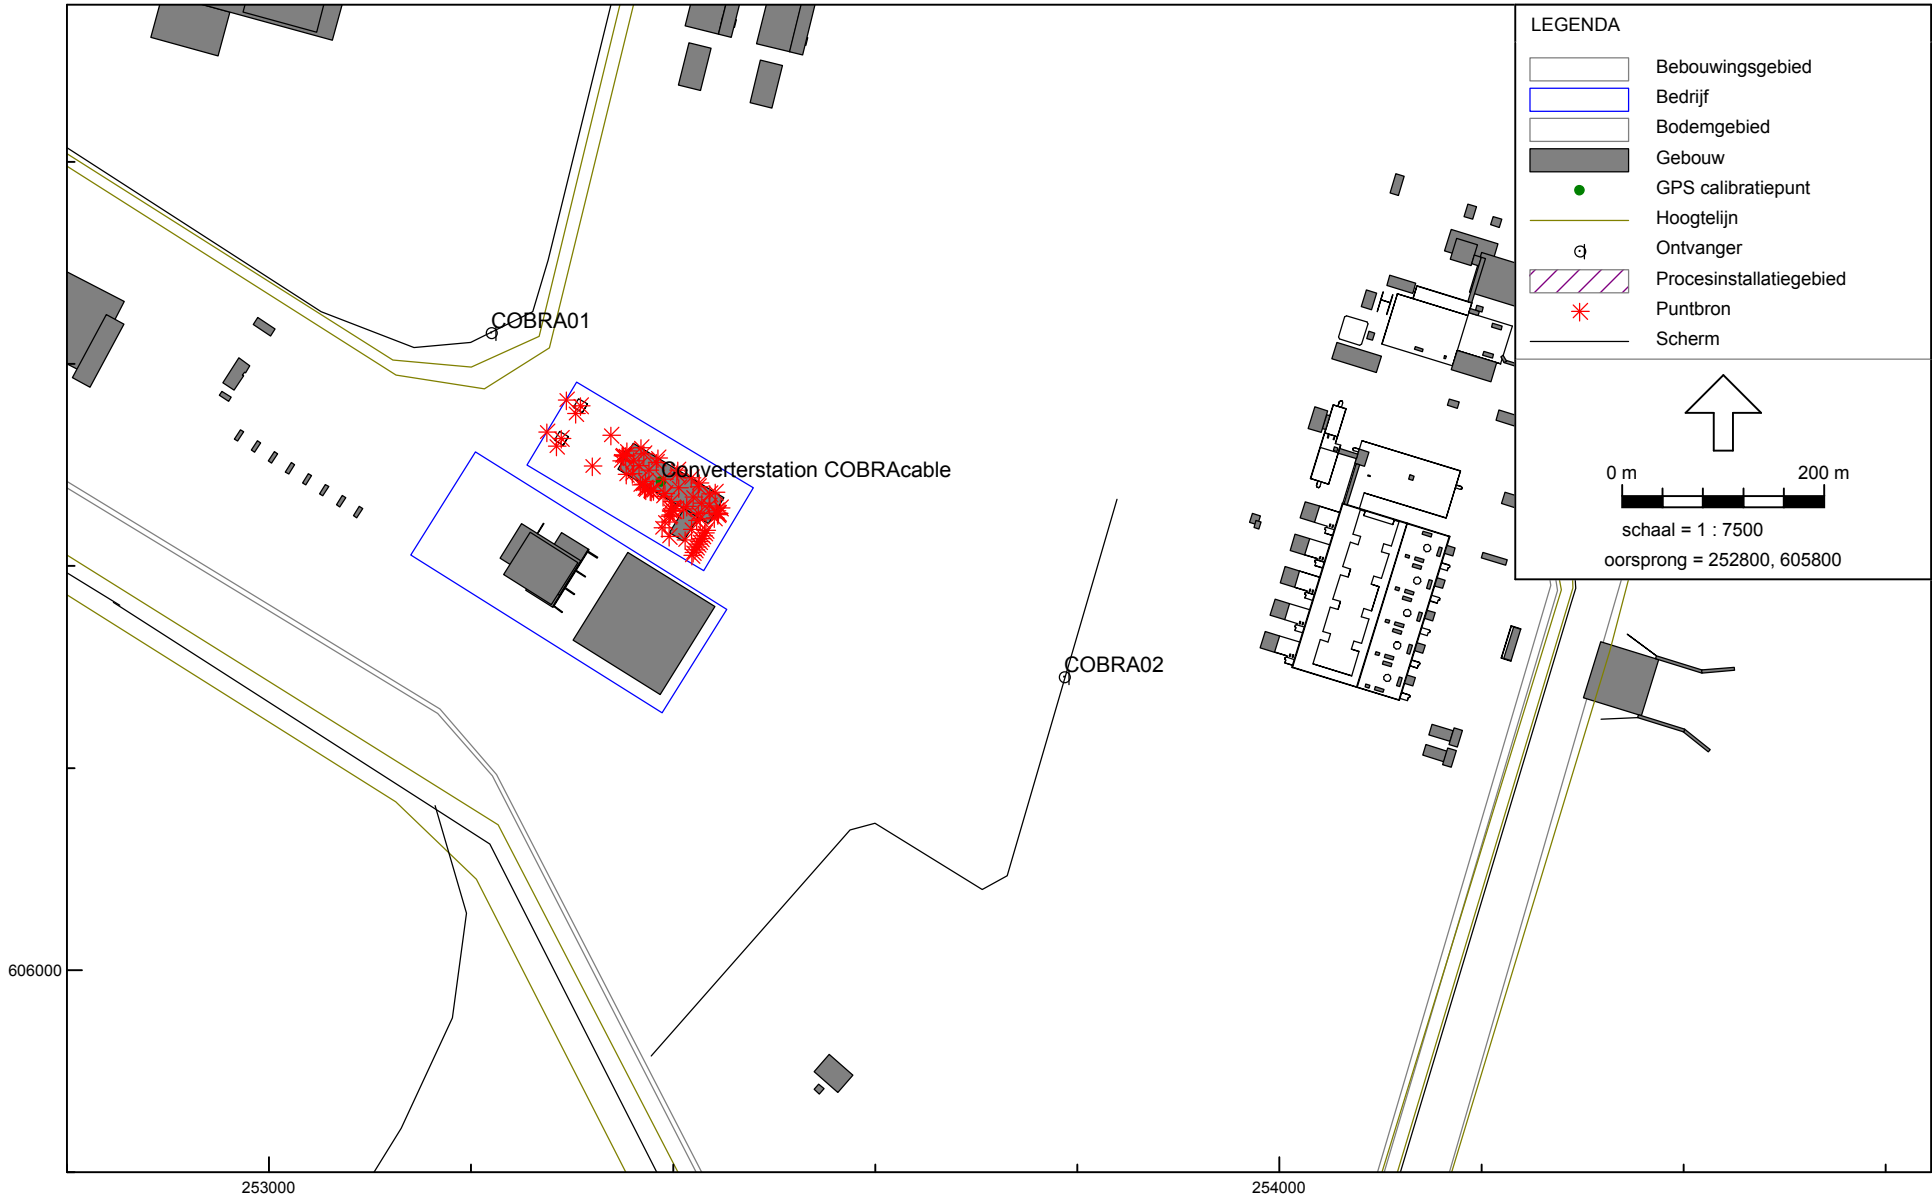 LEGENDA
Bebouwingsgebied
Bedrijf
Bodemgebied
Gebouw
GPS calibratiepunt
Hoogtelijn
Ontvanger
Procesinstallatiegebied
Puntbron
Scherm
0 m 200 m
schaal = 1 : 7500
oorsprong = 252800, 605800
COBRA01
Converterstation COBRAcable
COBRA02
606000
253000 254000